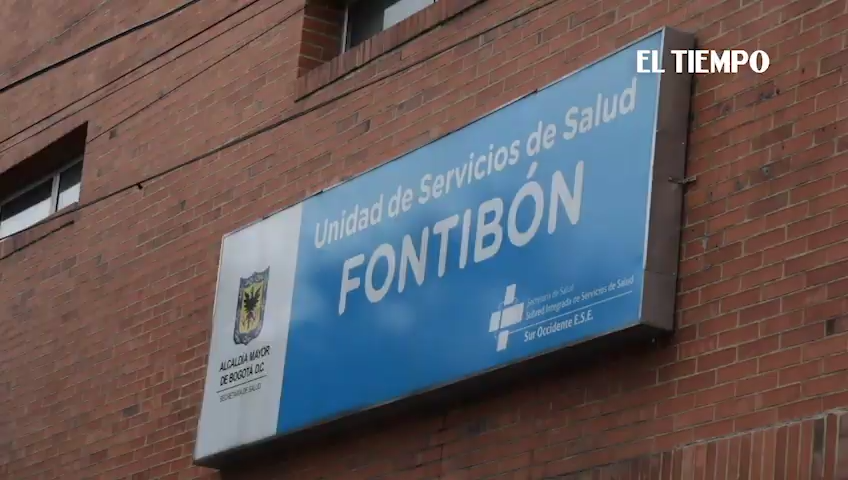 EL TIEMPO
Unidad de Servicios de Salud
FONTIBÓN
Secretaría de Salud
Subred Integrada de Servicios de Salud
Sur Occidente E.S.E.
ALCALDÍA MAYOR
DE BOGOTÁ D.C.
SECRETARÍA DE SALUD